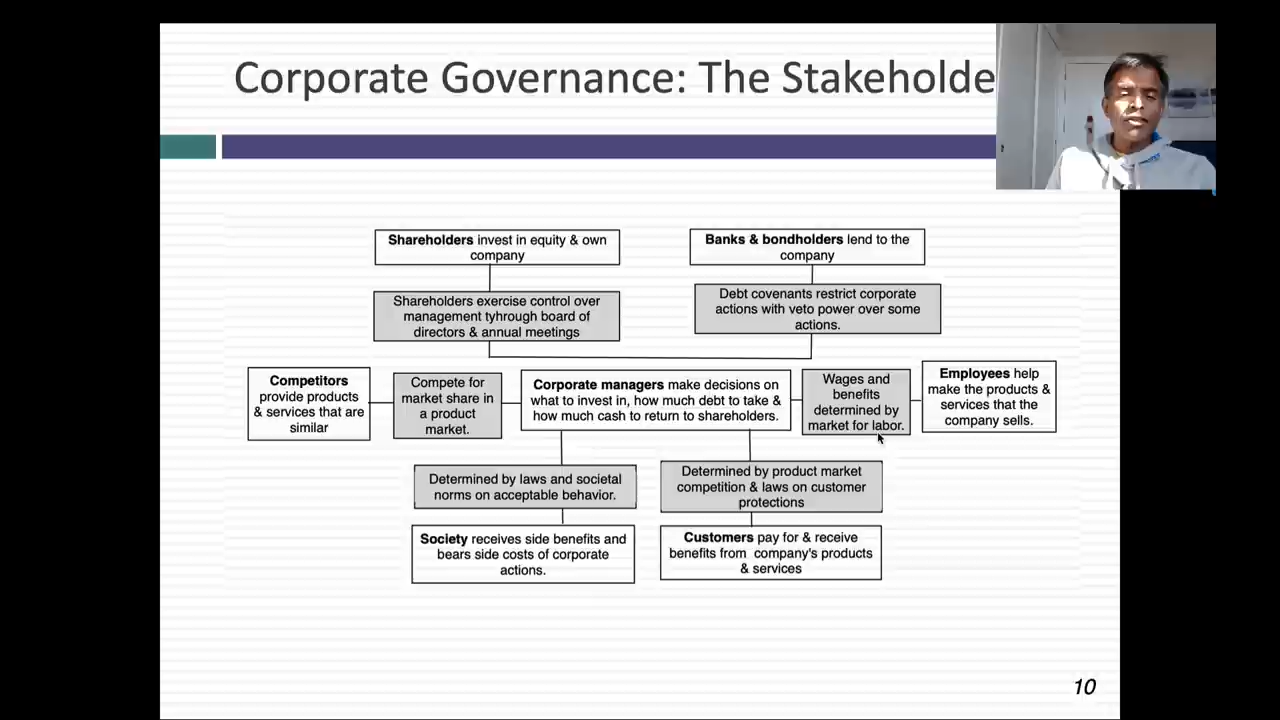 Corporate Governance: The Stakeholde
Shareholders invest in equity & own
company
Banks & bondholders lend to the
company
Shareholders exercise control over
management tyhrough board of
directors & annual meetings
Debt covenants restrict corporate
actions with veto power over some
actions.
Competitors
provide products
& services that are
similar
Compete for
market share in
a product
market.
Corporate managers make decisions on
what to invest in, how much debt to take &
how much cash to return to shareholders.
Wages and
benefits
determined by
market for labor.
Employees help
make the products &
services that the
company sells.
Determined by laws and societal
norms on acceptable behavior.
Determined by product market
competition & laws on customer
protections
Society receives side benefits and
bears side costs of corporate
actions.
Customers pay for & receive
benefits from company's products
& services
10